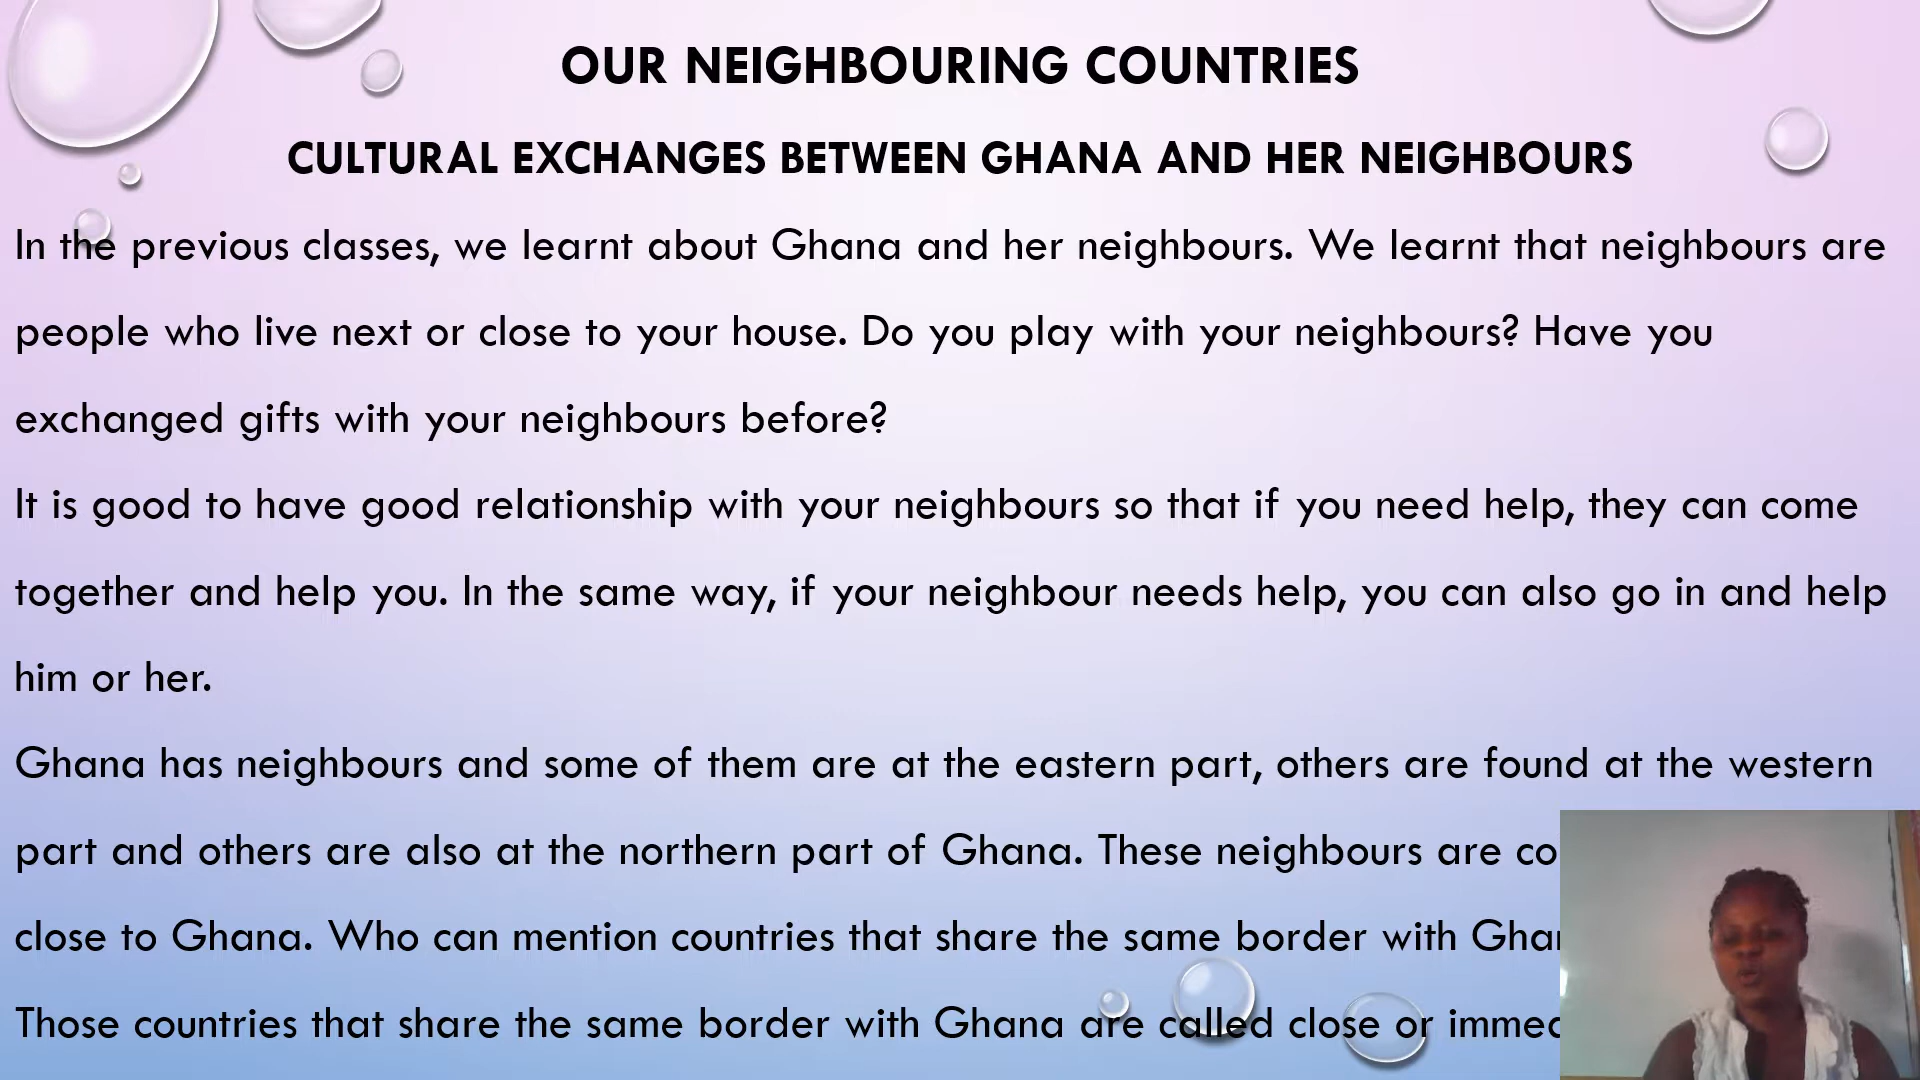 OUR NEIGHBOURING COUNTRIES
CULTURAL EXCHANGES BETWEEN GHANA AND HER NEIGHBOURS
In the previous classes, we learnt about Ghana and her neighbours. We learnt that neighbours are
people who live next or close to your house. Do you play with your neighbours? Have you
exchanged gifts with your neighbours before?
It is good to have good relationship with your neighbours so that if you need help, they can come
together and help you. In the same way, if your neighbour needs help, you can also go in and help
him or her.
Ghana has neighbours and some of them are at the eastern part, others are found at the western
part and others are also at the northern part of Ghana. These neighbours are
close to Ghana. Who can mention countries that share the same border with
Those countries that share the same border with Ghana are called close or